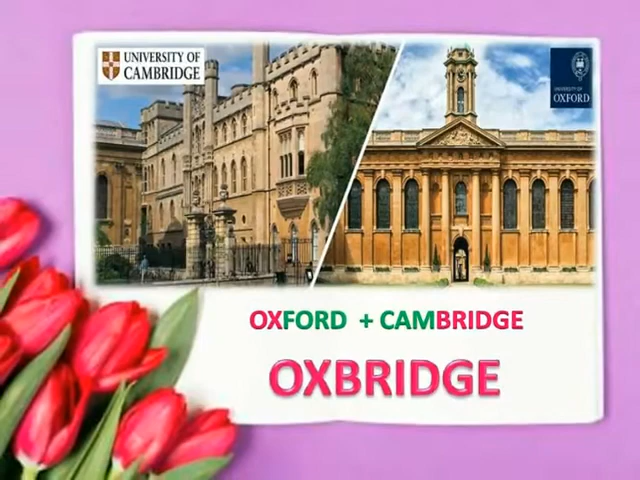 UNIVERSITY OF
CAMBRIDGE
UNIVERSITY OF
OXFORD
OXFORD + CAMBRIDGE
OXBRIDGE